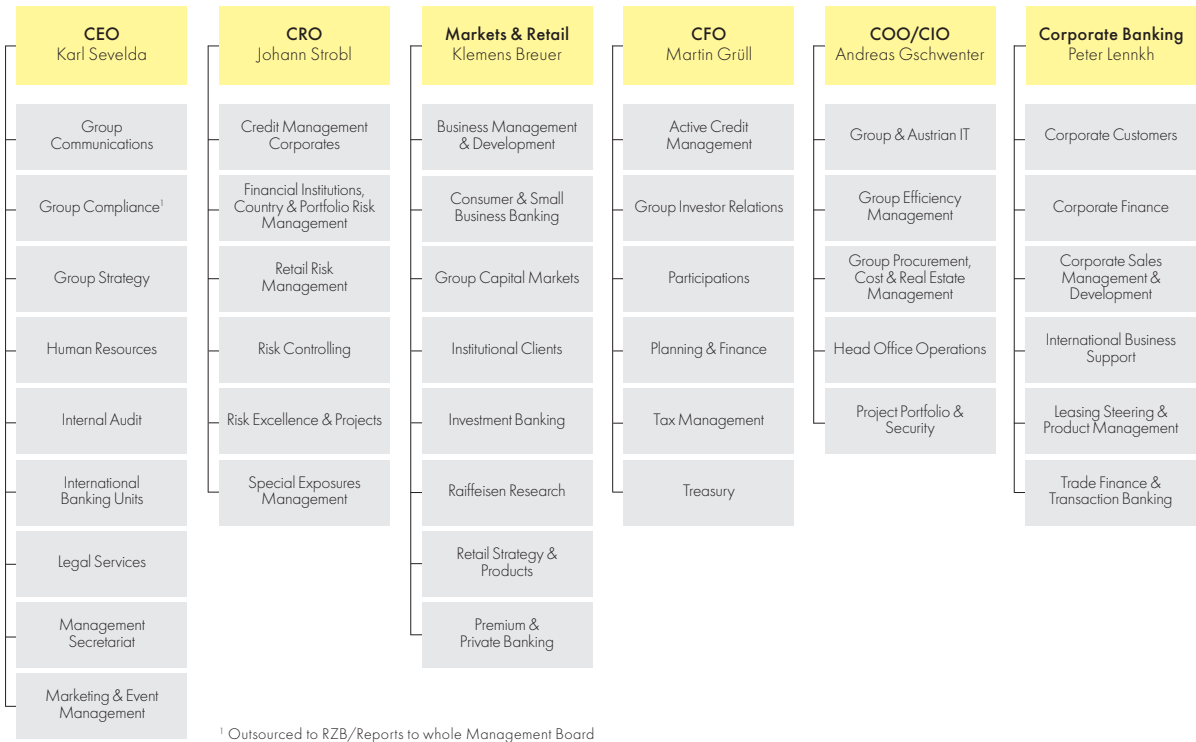 CEO
Karl Sevelda
Group
Communications
Group Compliance¹
Group Strategy
Human Resources
Internal Audit
International
Banking Units
Legal Services
Management
Secretariat
Marketing & Event
Management
CRO
Johann Strobl
Credit Management
Corporates
Financial Institutions,
Country & Portfolio Risk
Management
Retail Risk
Management
Risk Controlling
Risk Excellence & Projects
Special Exposures
Management
Markets & Retail
Klemens Breuer
Business Management
& Development
Consumer & Small
Business Banking
Group Capital Markets
Institutional Clients
Investment Banking
Raiffeisen Research
Retail Strategy &
Products
Premium &
Private Banking
CFO
Martin Grüll
Active Credit
Management
Group Investor Relations
Participations
Planning & Finance
Tax Management
Treasury
COO/CIO
Andreas Gschwenter
Group & Austrian IT
Group Efficiency
Management
Group Procurement,
Cost & Real Estate
Management
Head Office Operations
Project Portfolio &
Security
Corporate Banking
Peter Lennkh
Corporate Customers
Corporate Finance
Corporate Sales
Management &
Development
International Business
Support
Leasing Steering &
Product Management
Trade Finance &
Transaction Banking
¹ Outsourced to RZB/Reports to whole Management Board